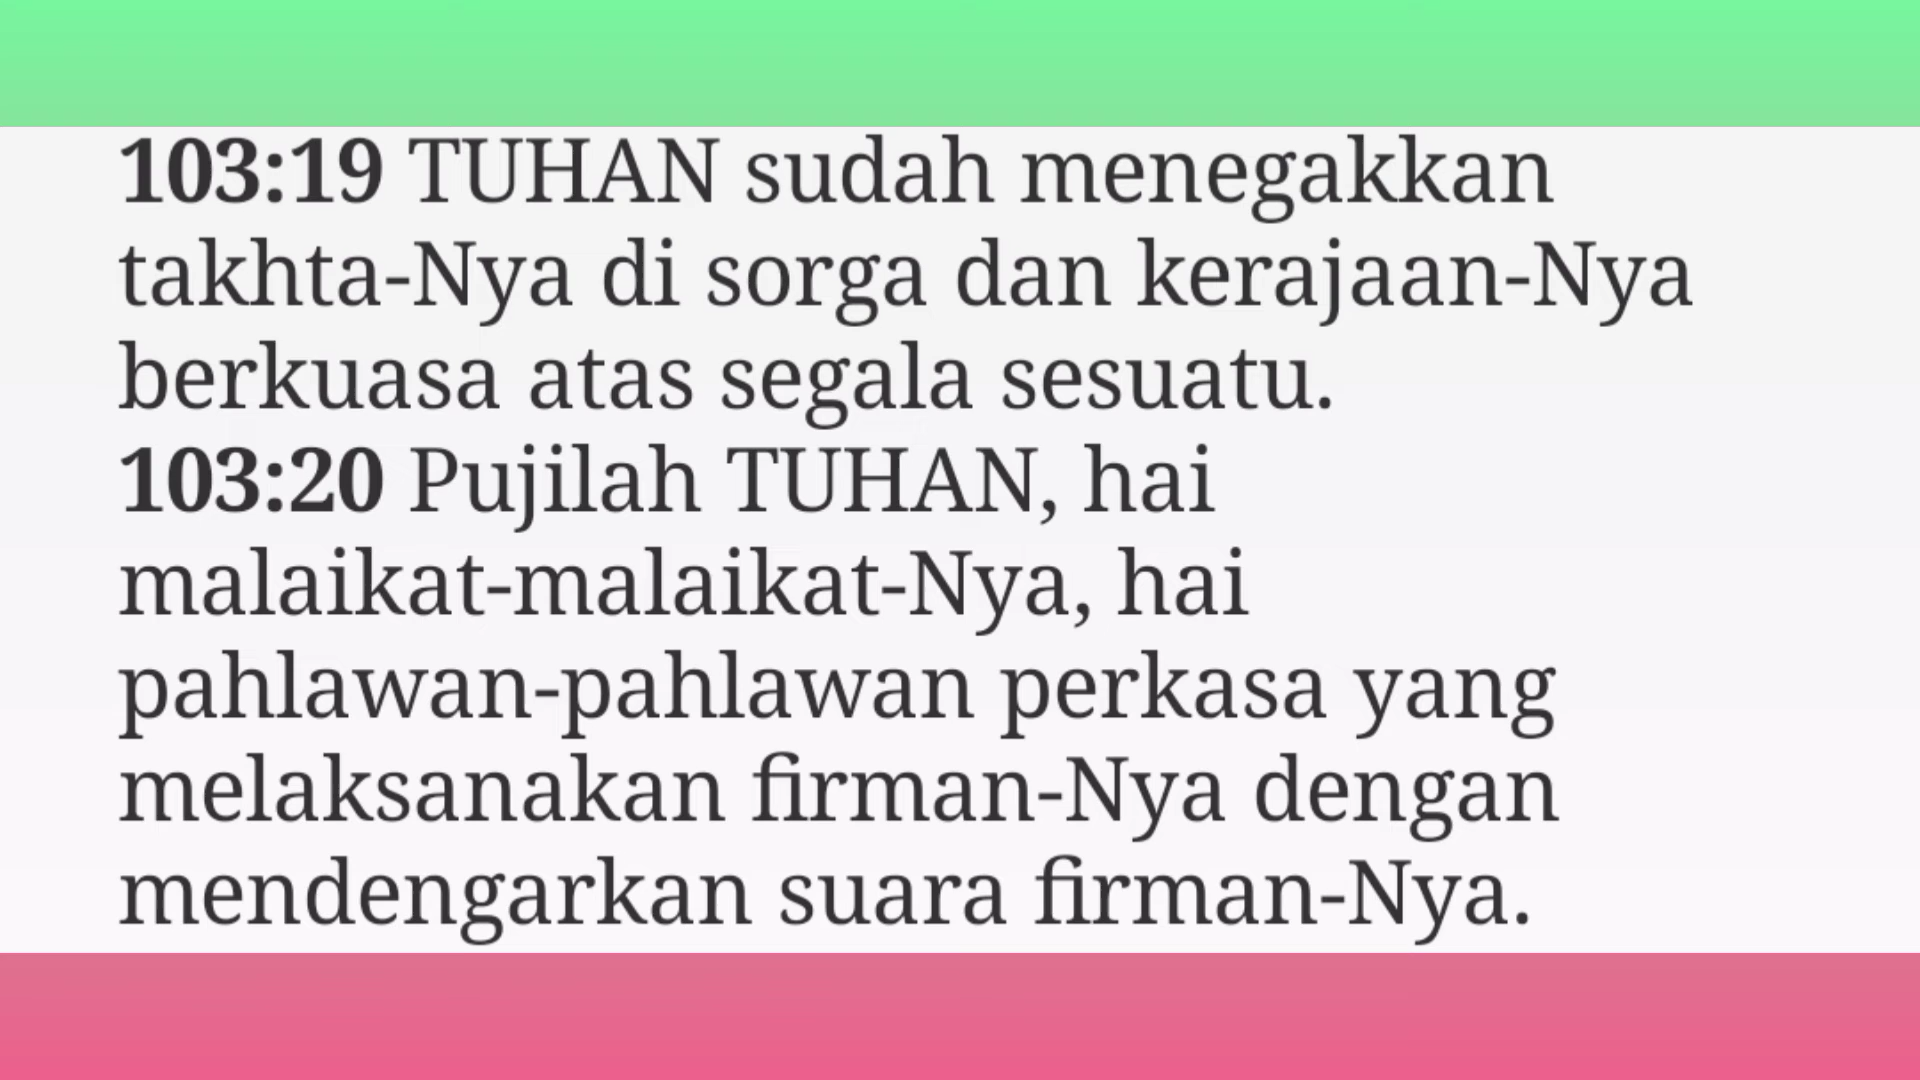 103:19 TUHAN sudah menegakkan
takhta-Nya di sorga dan kerajaan-Nya
berkuasa atas segala sesuatu.
103:20 Pujilah TUHAN, hai
malaikat-malaikat-Nya, hai
pahlawan-pahlawan perkasa yang
melaksanakan firman-Nya dengan
mendengarkan suara firman-Nya.